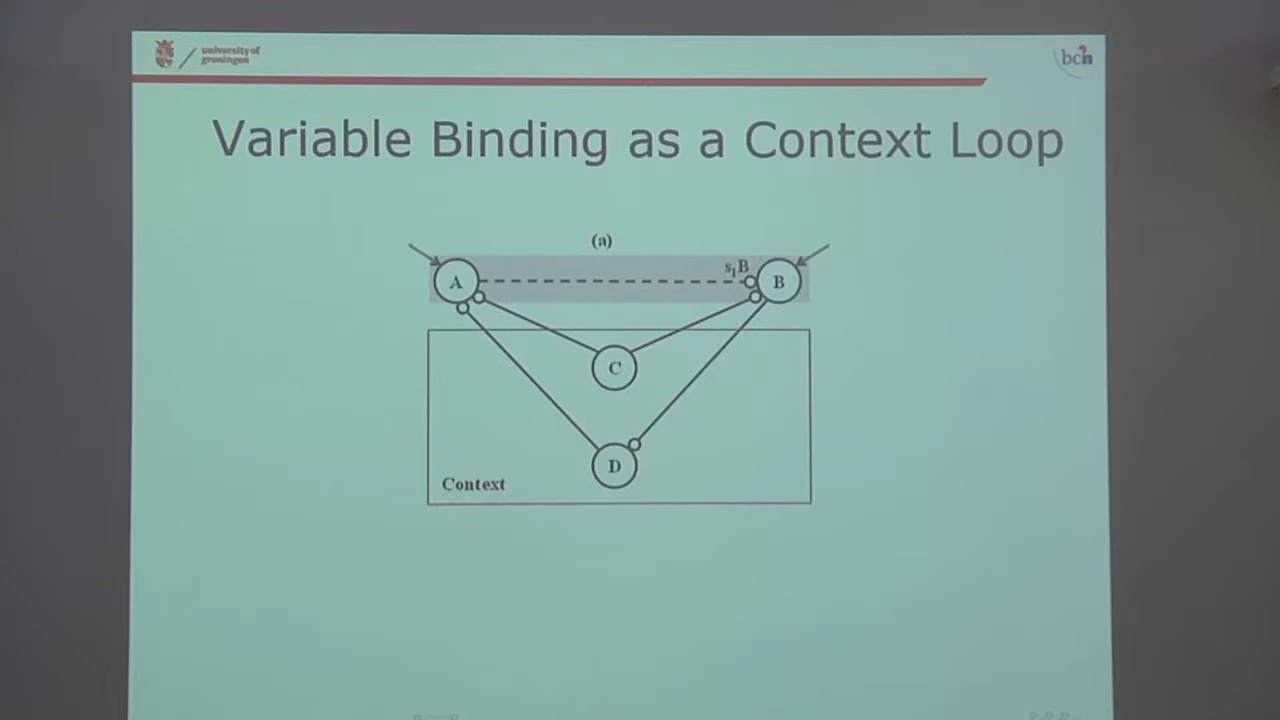 university of
groningen
bcn
Variable Binding as a Context Loop
(a)
A
s₁B
B
C
D
Context